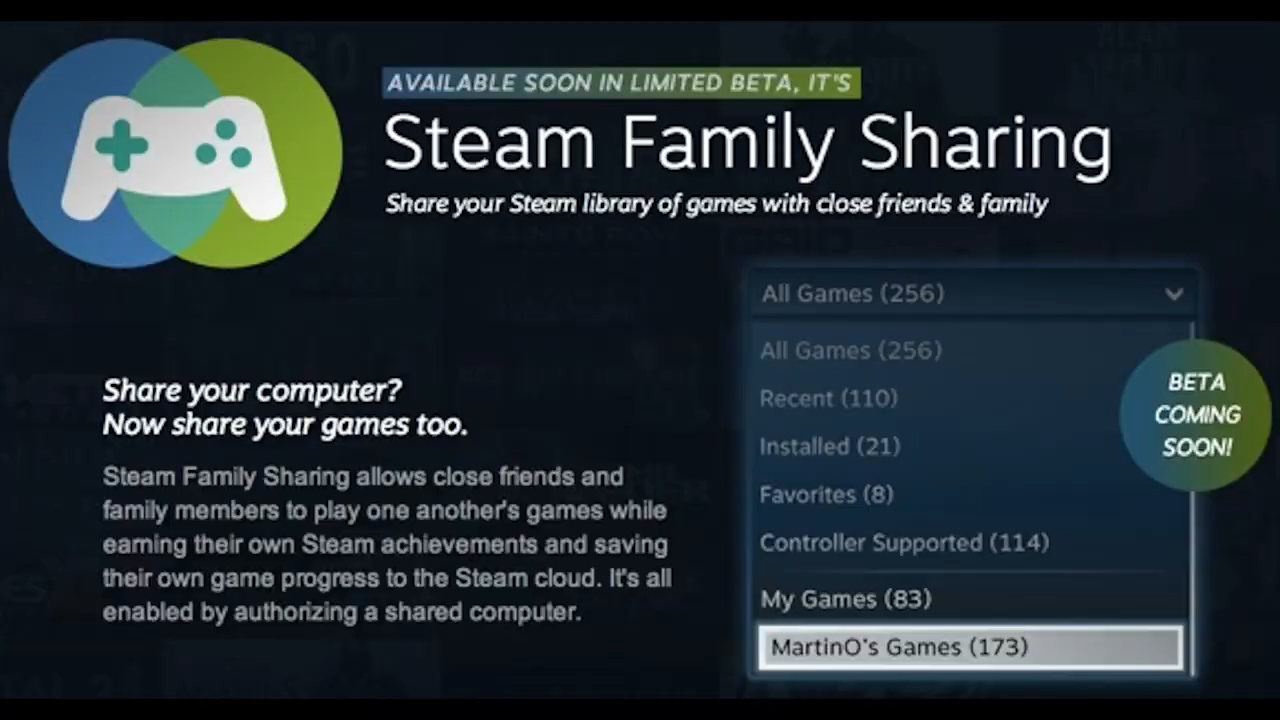 AVAILABLE SOON IN LIMITED BETA, IT'S
Steam Family Sharing
Share your Steam library of games with close friends & family
Share your computer?
Now share your games too.
Steam Family Sharing allows close friends and
family members to play one another's games while
earning their own Steam achievements and saving
their own game progress to the Steam cloud. It's all
enabled by authorizing a shared computer.
All Games (256)
All Games (256)
Recent (110)
Installed (21)
Favorites (8)
Controller Supported (114)
My Games (83)
MartinO's Games (173)
BETA
COMING
SOON!